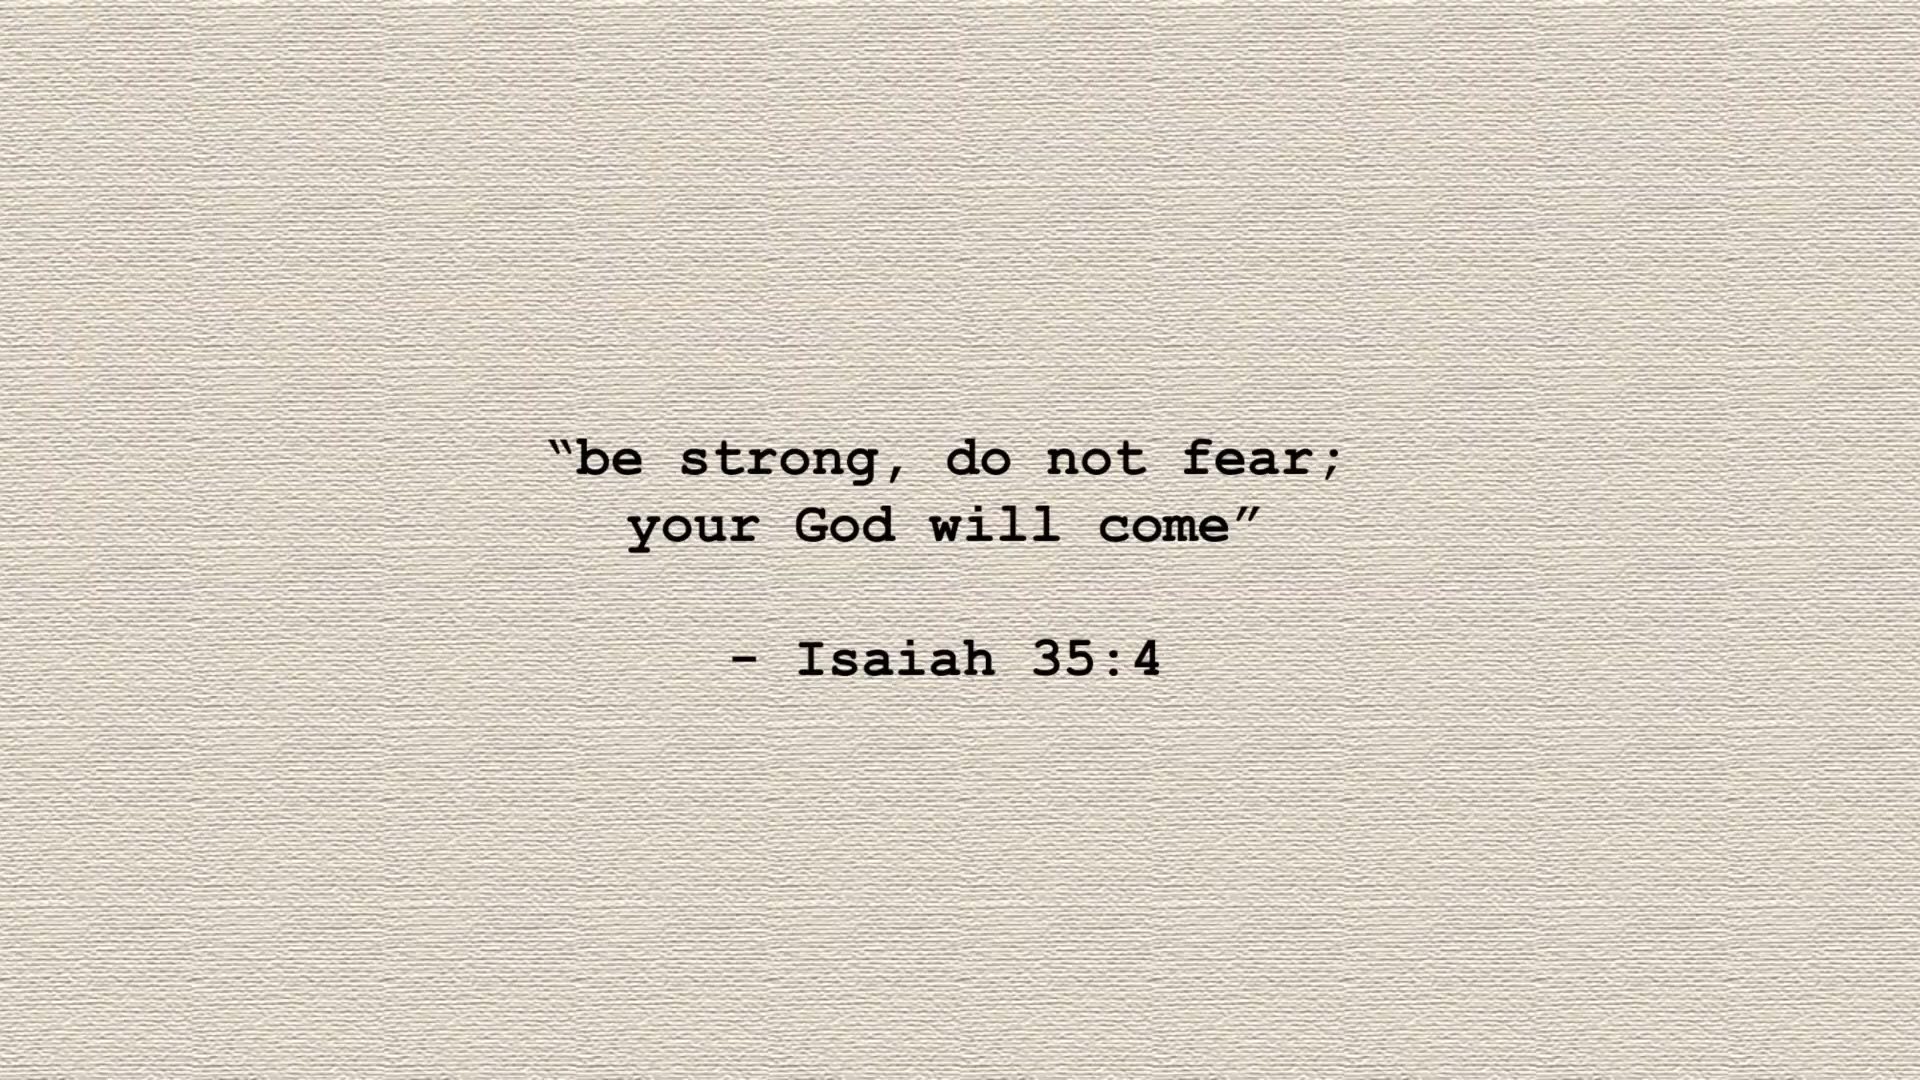 “be strong, do not fear;
your God will come”
- Isaiah 35:4